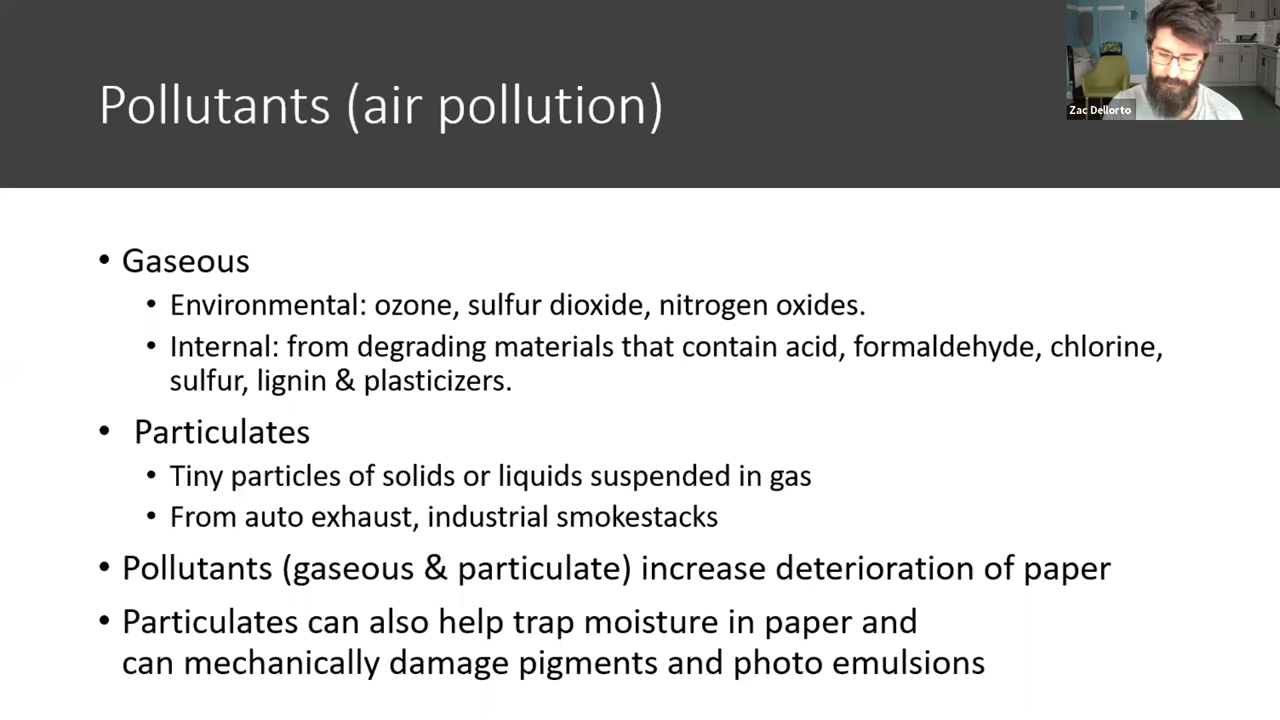 Pollutants (air pollution)
Zac Dellorto
• Gaseous
• Environmental: ozone, sulfur dioxide, nitrogen oxides.
• Internal: from degrading materials that contain acid, formaldehyde, chlorine,
sulfur, lignin & plasticizers.
• Particulates
• Tiny particles of solids or liquids suspended in gas
• From auto exhaust, industrial smokestacks
• Pollutants (gaseous & particulate) increase deterioration of paper
• Particulates can also help trap moisture in paper and
can mechanically damage pigments and photo emulsions